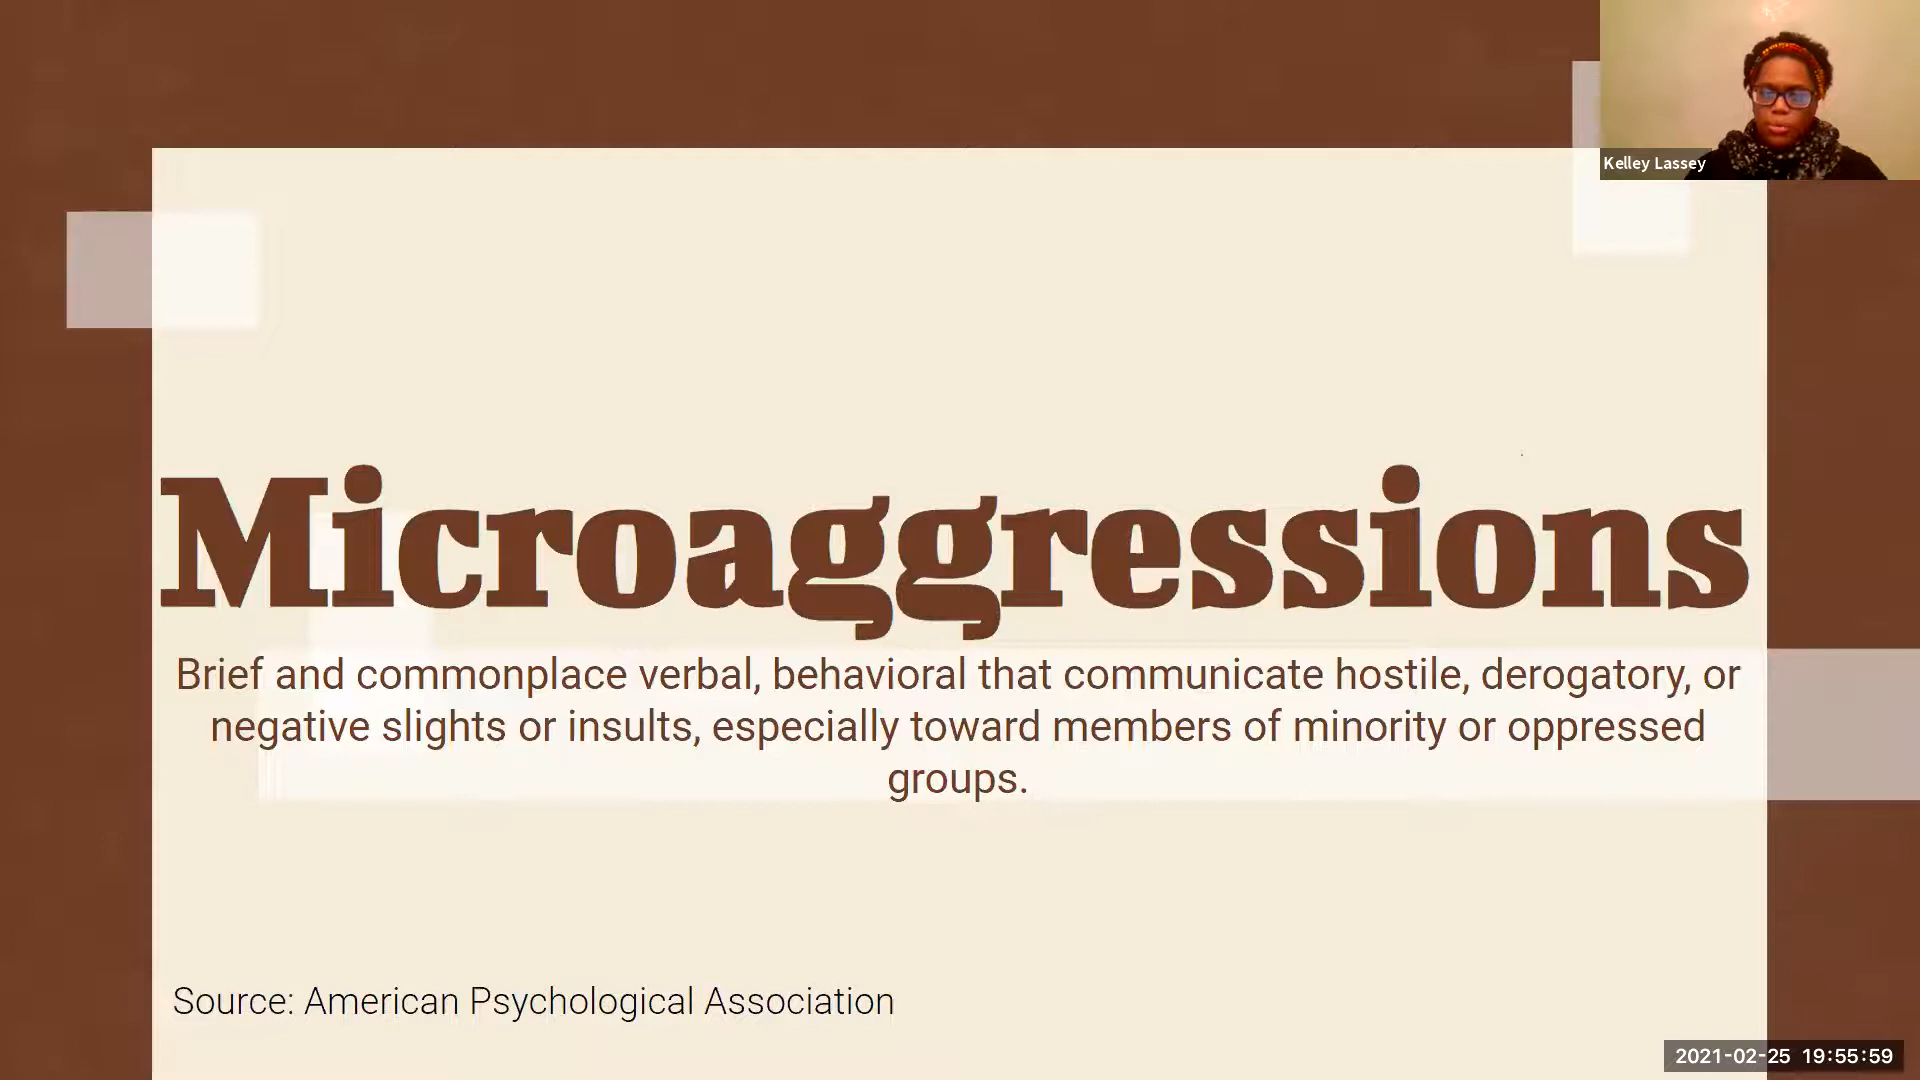 Kelley Lassey
Microaggressions
Brief and commonplace verbal, behavioral that communicate hostile, derogatory, or
negative slights or insults, especially toward members of minority or oppressed
groups.
Source: American Psychological Association
2021-02-25 19:55:59